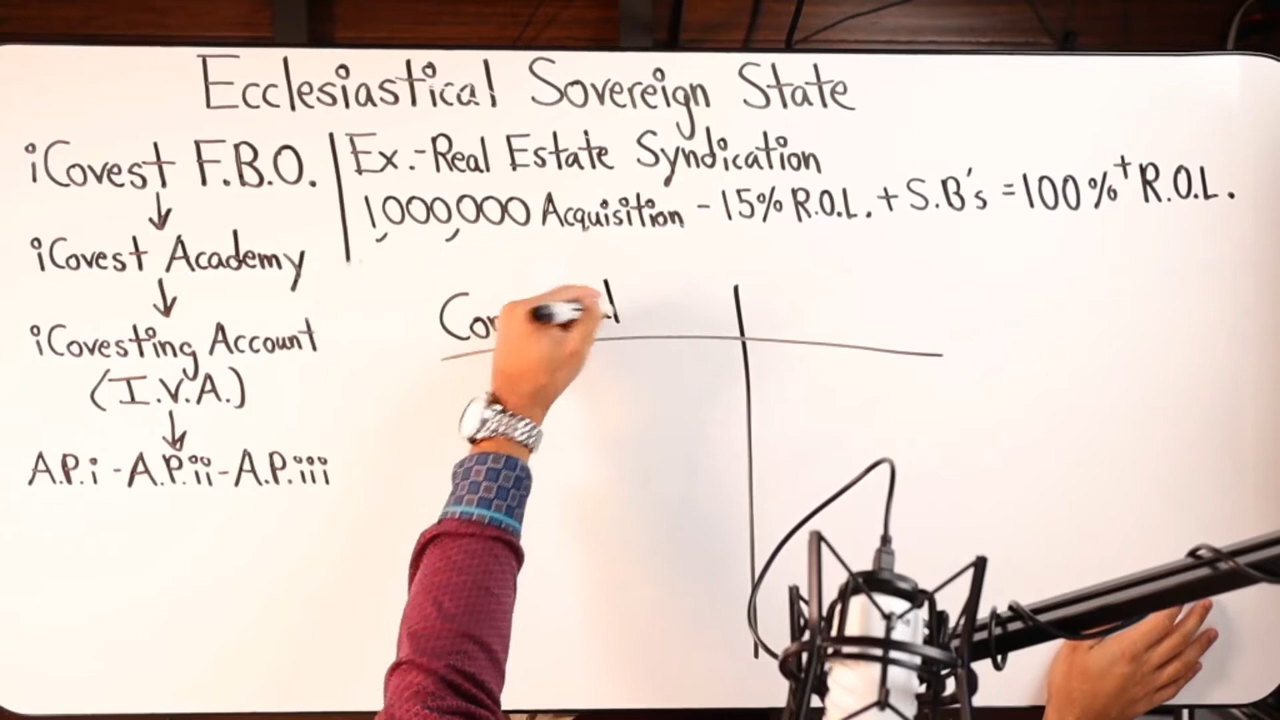 Ecclesiastical Sovereign State
iCovest F.B.O.
iCovest Academy
iCovesting Account
(I.V.A.)
A.P.i - A.P.ii - A.P.iii
Ex.-Real Estate Syndication
1,000,000 Acquisition - 15% R.O.L. + S.B's = 100%+ R.O.L.